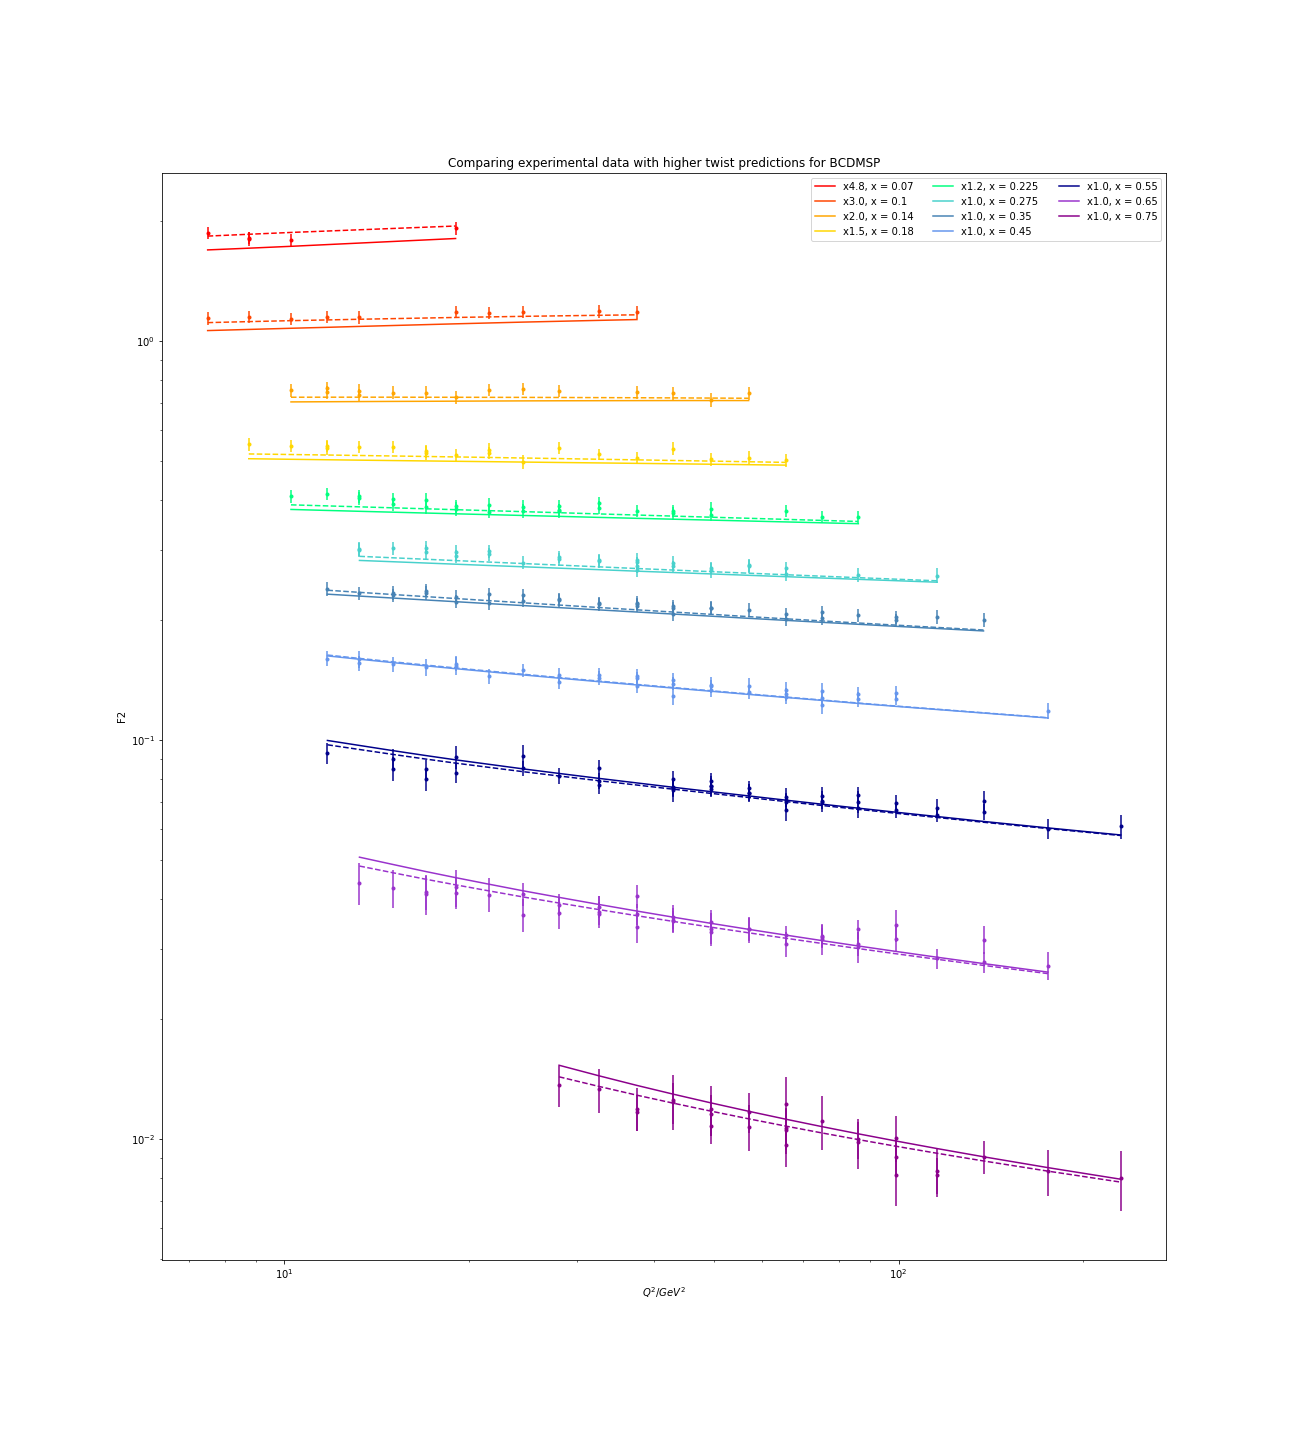 Comparing experimental data with higher twist predictions for BCDMSP
x4.8, x = 0.07
x3.0, x = 0.1
x2.0, x = 0.14
x1.5, x = 0.18
x1.2, x = 0.225
x1.0, x = 0.275
x1.0, x = 0.35
x1.0, x = 0.45
x1.0, x = 0.55
x1.0, x = 0.65
x1.0, x = 0.75
F2
10⁰
10⁻¹
10⁻²
10¹
10²
Q²/GeV²